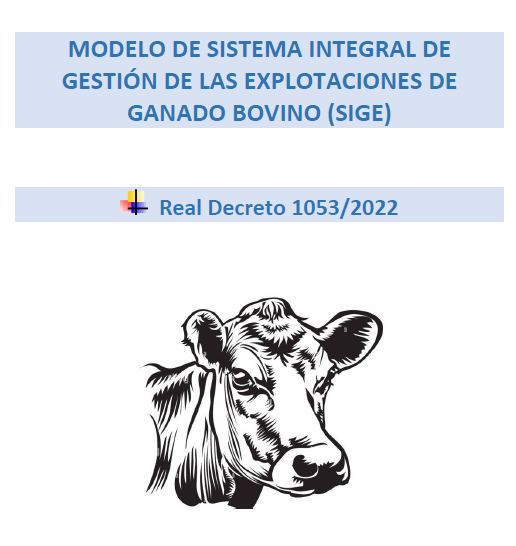 MODELO DE SISTEMA INTEGRAL DE
GESTIÓN DE LAS EXPLOTACIONES DE
GANADO BOVINO (SIGE)
Real Decreto 1053/2022